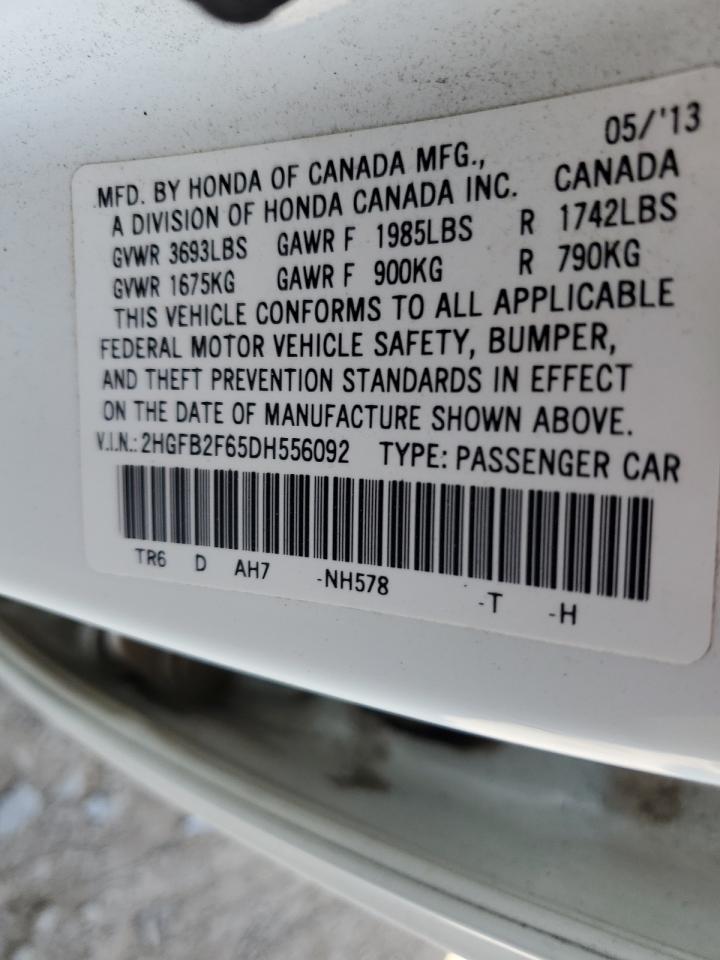 05/'13
MFD. BY HONDA OF CANADA MFG.,
A DIVISION OF HONDA CANADA INC. CANADA
GVWR 3693LBS GAWR F 1985LBS R 1742LBS
GVWR 1675KG GAWR F 900KG R 790KG
THIS VEHICLE CONFORMS TO ALL APPLICABLE
FEDERAL MOTOR VEHICLE SAFETY, BUMPER,
AND THEFT PREVENTION STANDARDS IN EFFECT
ON THE DATE OF MANUFACTURE SHOWN ABOVE.
V.I.N.: 2HGFB2F65DH556092 TYPE: PASSENGER CAR
TR6 D AH7 -NH578 -T -H